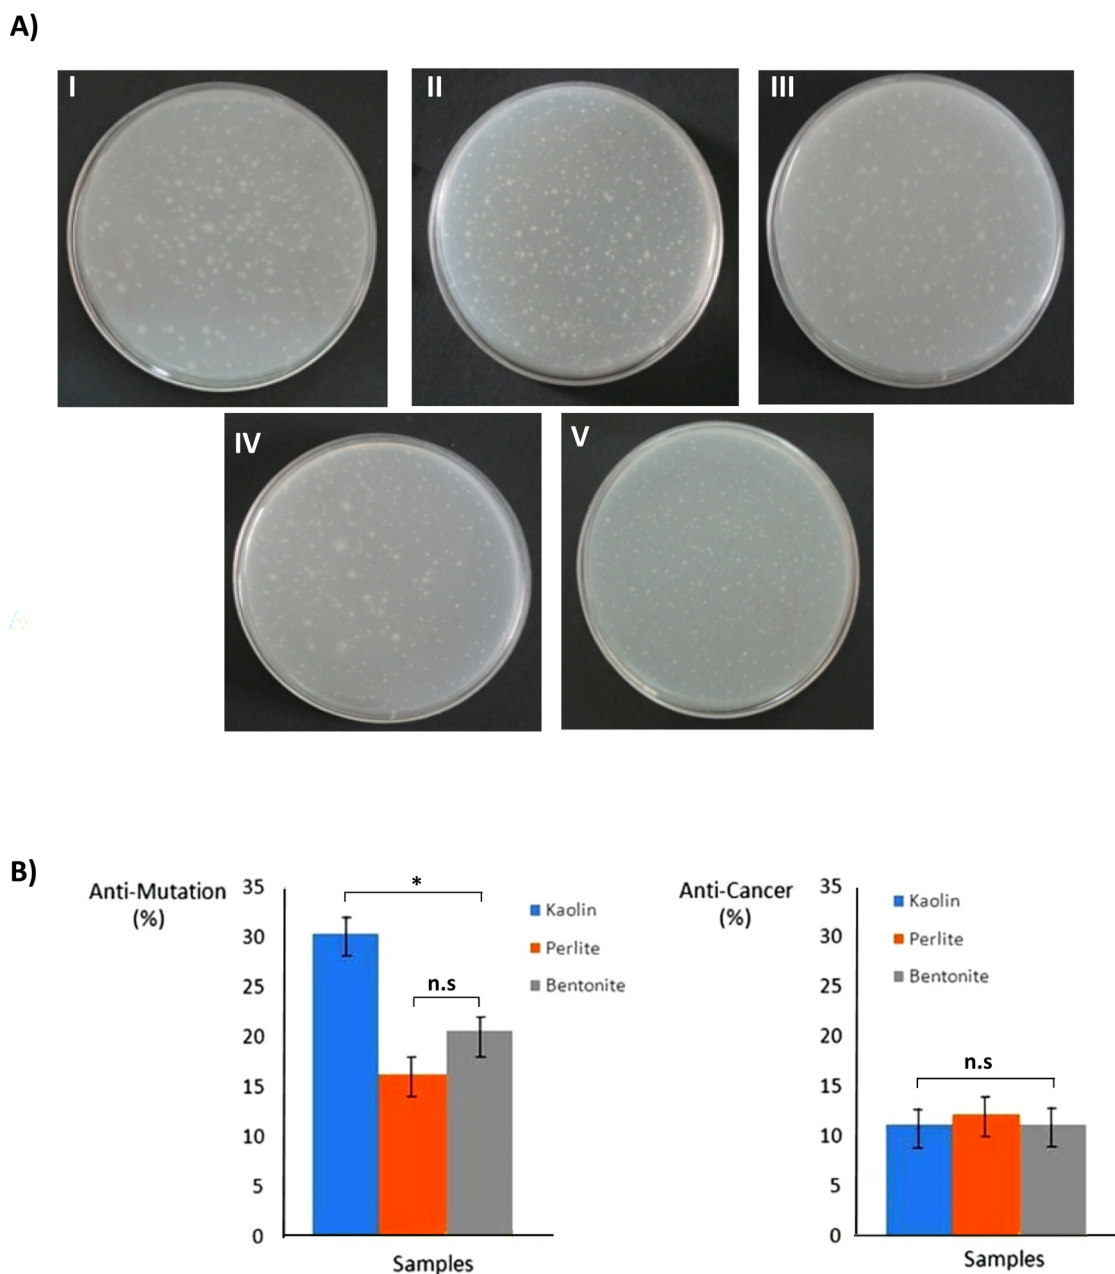 A)
I
II
III
IV
V
B)
Anti-Mutation
(%)
35
30
25
20
15
10
5
0
*
n.s
Kaolin
Perlite
Bentonite
Samples
Anti-Cancer
(%)
35
30
25
20
15
10
5
0
Kaolin
Perlite
Bentonite
n.s
Samples